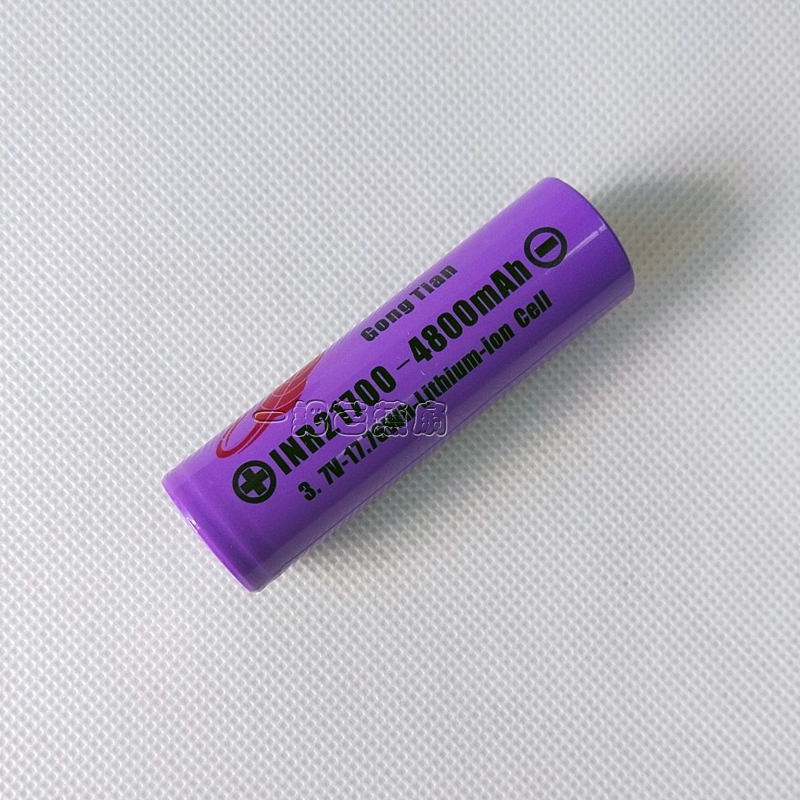 Gong Tian
INR21700-4800mAh
3.7V-17.76Wh-Lithium-ion Cell